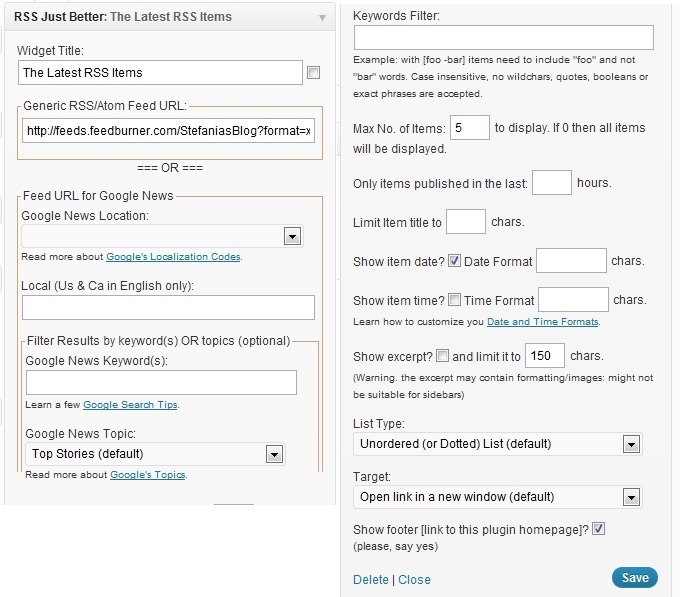 RSS Just Better: The Latest RSS Items
Widget Title:
The Latest RSS Items
Generic RSS/Atom Feed URL:
http://feeds.feedburner.com/StefaniasBlog?format=x
=== OR ===
Feed URL for Google News
Google News Location:
Read more about Google's Localization Codes.
Local (Us & Ca in English only):
Filter Results by keyword(s) OR topics (optional)
Google News Keyword(s):
Learn a few Google Search Tips.
Google News Topic:
Top Stories (default)
Read more about Google's Topics.
Keywords Filter:
Example: with [foo -bar] items need to include "foo" and not
"bar" words. Case insensitive, no wildchars, quotes, booleans or
exact phrases are accepted.
Max No. of Items: 5 to display. If 0 then all items
will be displayed.
Only items published in the last: hours.
Limit Item title to chars.
Show item date? Date Format chars.
Show item time? Time Format chars.
Learn how to customize you Date and Time Formats.
Show excerpt? and limit it to 150 chars.
(Warning. the excerpt may contain formatting/images: might not
be suitable for sidebars)
List Type:
Unordered (or Dotted) List (default)
Target:
Open link in a new window (default)
Show footer [link to this plugin homepage]?
(please, say yes)
Delete | Close
Save